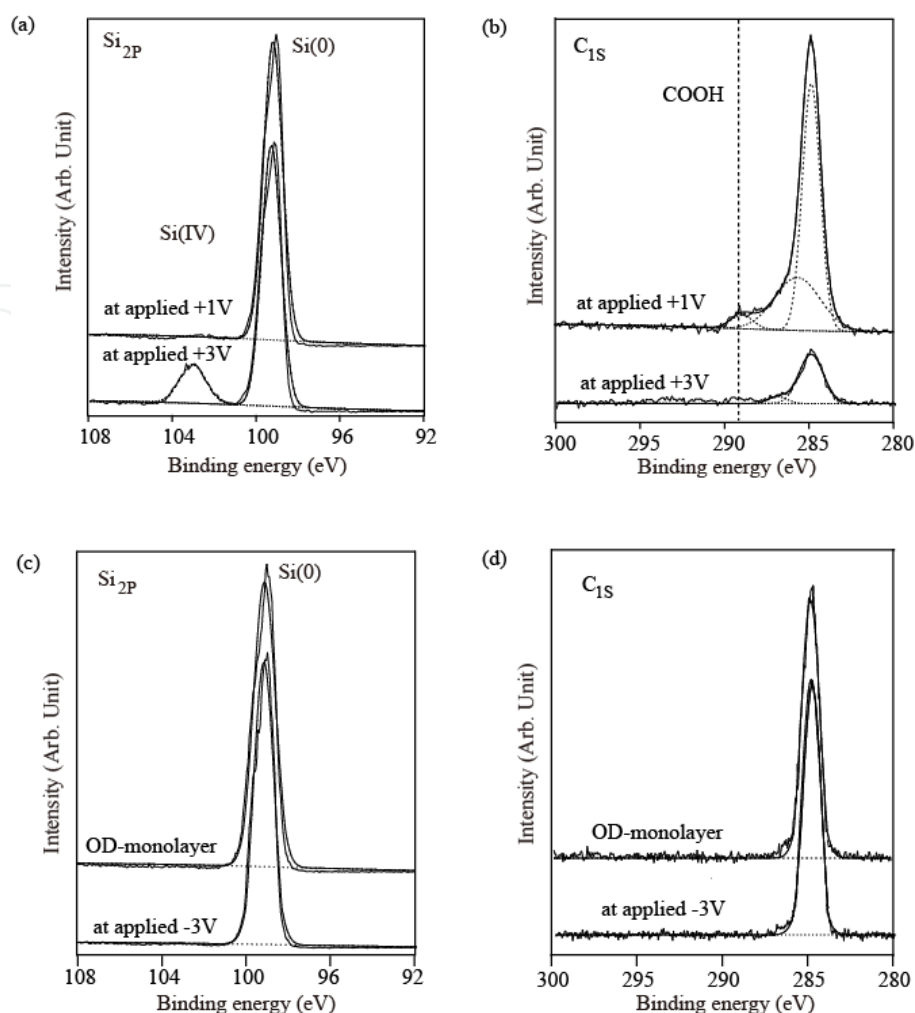 (a)
Si2P
Si(0)
Si(IV)
at applied +1V
at applied +3V
Intensity (Arb. Unit)
108 104 100 96 92
Binding energy (eV)
(b)
C1S
COOH
at applied +1V
at applied +3V
Intensity (Arb. Unit)
300 295 290 285 280
Binding energy (eV)
(c)
Si2P
Si(0)
OD-monolayer
at applied -3V
Intensity (Arb. Unit)
108 104 100 96 92
Binding energy (eV)
(d)
C1S
OD-monolayer
at applied -3V
Intensity (Arb. Unit)
300 295 290 285 280
Binding energy (eV)